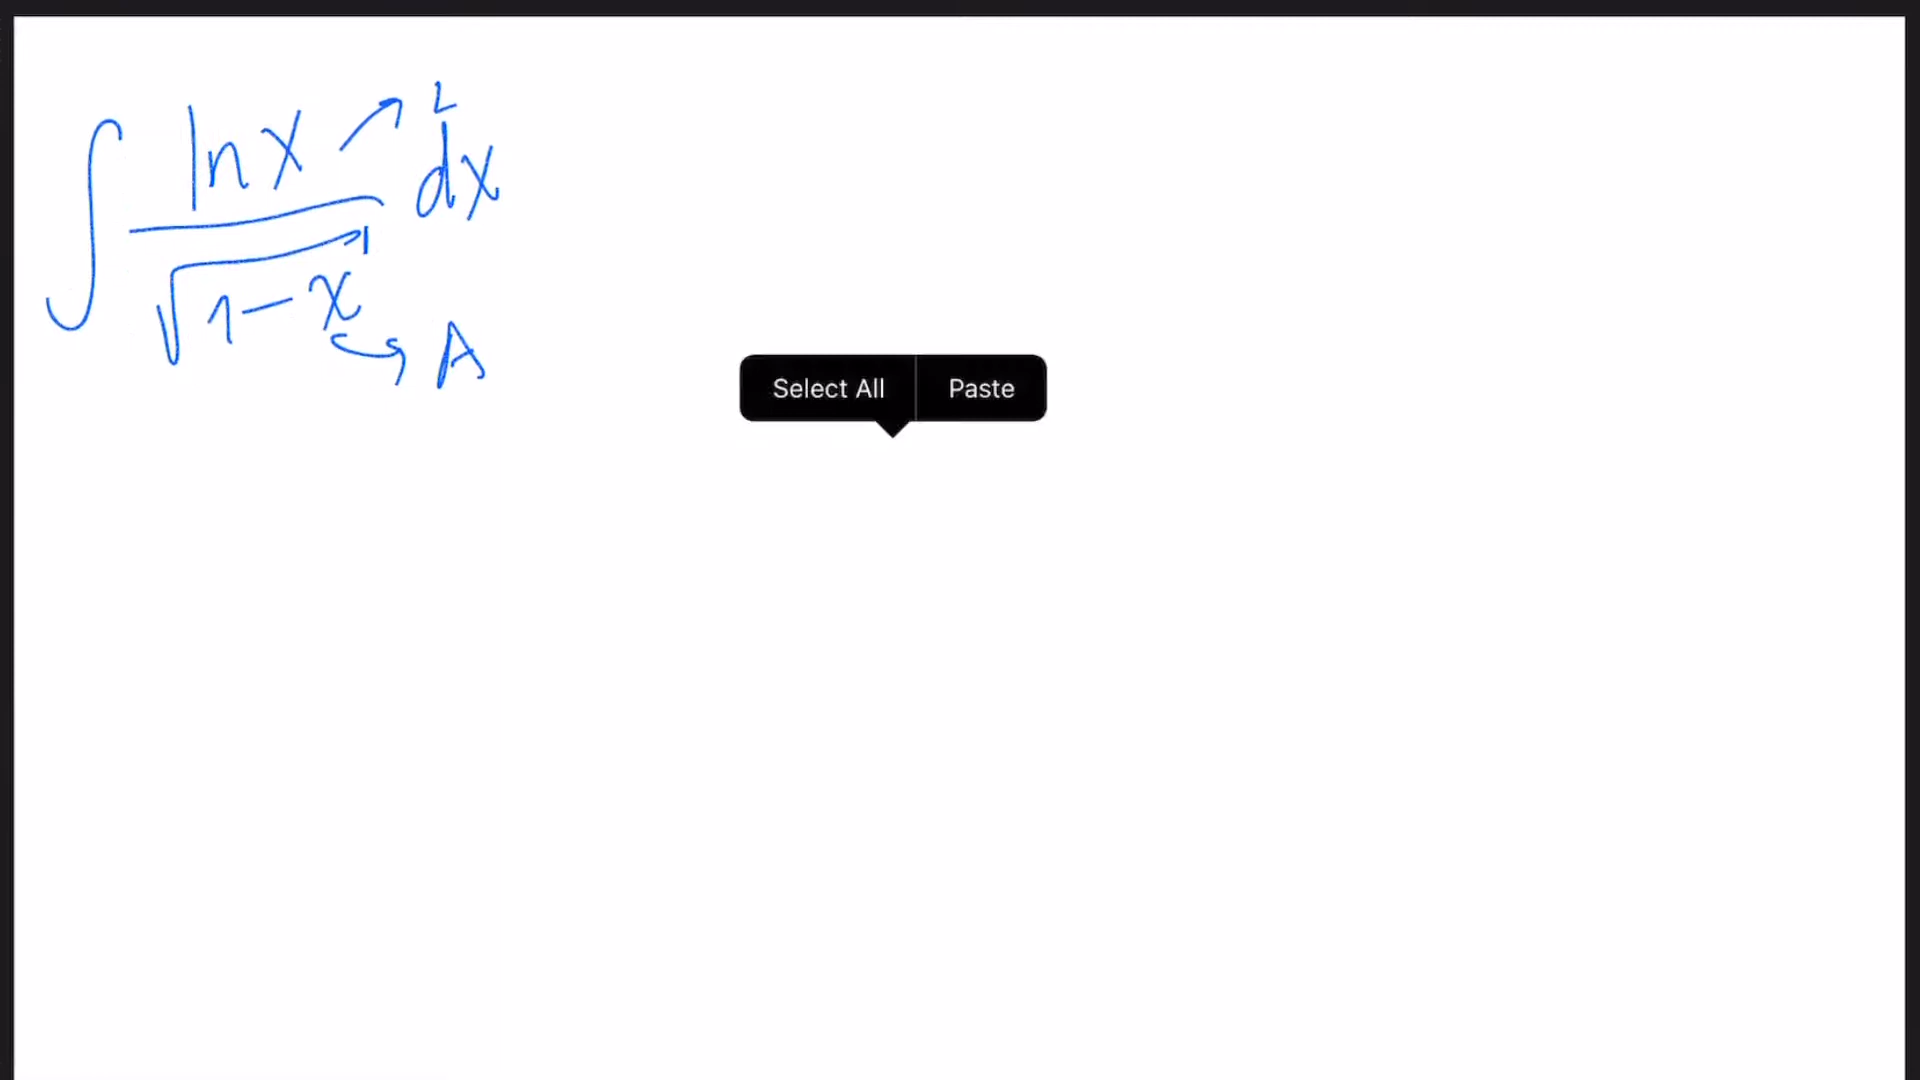 ∫ ln x / √(1 − x) dx
L
A
Select All Paste